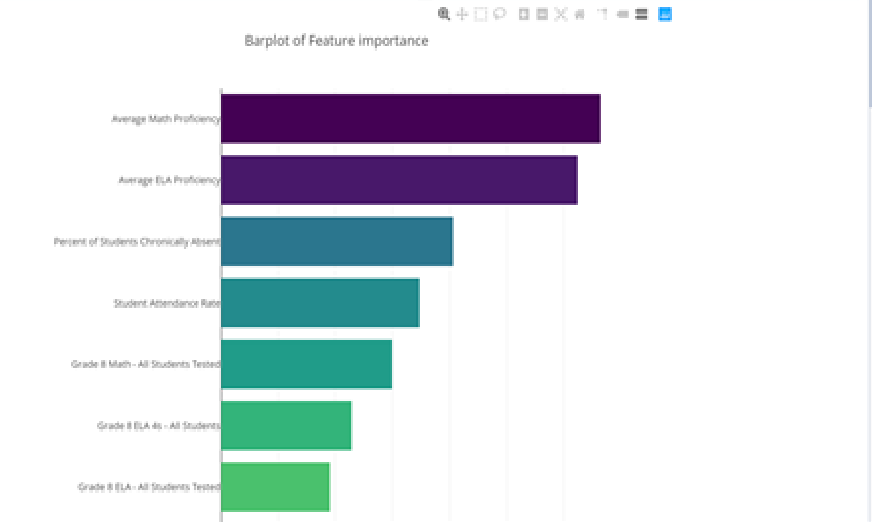 Barplot of Feature importance
Average Math Proficiency
Average ELA Proficiency
Percent of Students Chronically Absent
Student Attendance Rate
Grade 8 Math - All Students Tested
Grade 8 ELA 4s - All Students
Grade 8 ELA - All Students Tested